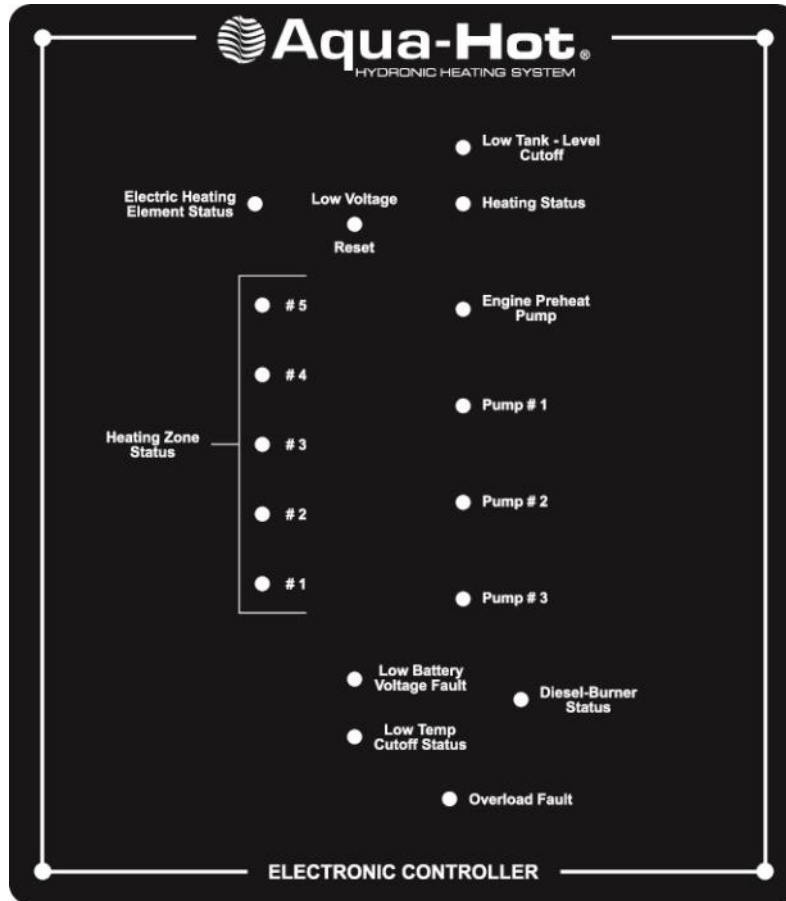 Aqua-Hot®
HYDRONIC HEATING SYSTEM
Low Tank - Level
Cutoff
Electric Heating
Element Status
Low Voltage
Reset
Heating Status
# 5
Engine Preheat
Pump
# 4
Pump # 1
Heating Zone
Status
# 3
# 2
Pump # 2
# 1
Pump # 3
Low Battery
Voltage Fault
Diesel-Burner
Status
Low Temp
Cutoff Status
Overload Fault
ELECTRONIC CONTROLLER